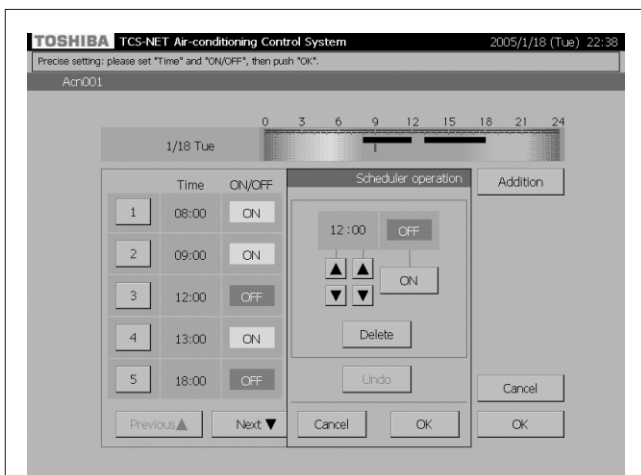 TOSHIBA TCS-NET Air-conditioning Control System 2005/1/18 (Tue) 22:38
Precise setting: please set "Time" and "ON/OFF", then push "OK".
Acn001
0 3 6 9 12 15 18 21 24
1/18 Tue
Time ON/OFF
Scheduler operation
Addition
1 08:00 ON
2 09:00 ON
3 12:00 OFF
4 13:00 ON
5 18:00 OFF
12:00 OFF
▲ ▲ ON
▼ ▼
Delete
Undo
Cancel
Previous▲ Next▼ Cancel OK OK